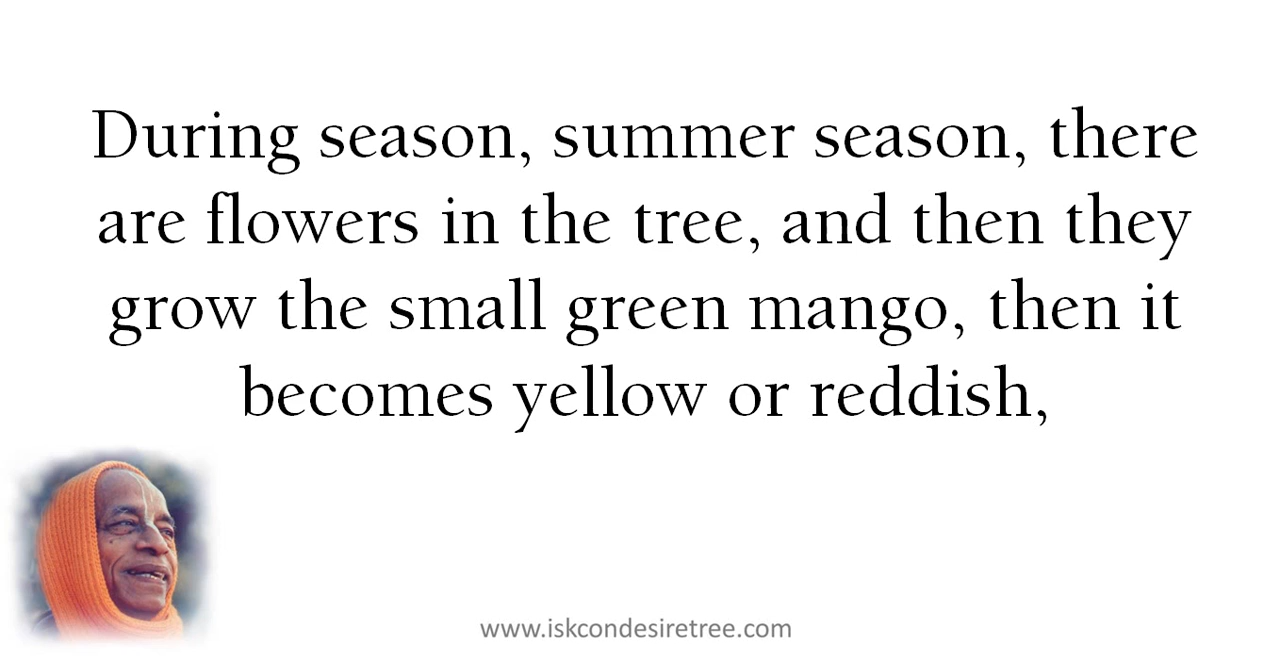 During season, summer season, there
are flowers in the tree, and then they
grow the small green mango, then it
becomes yellow or reddish,
www.iskcondesiretree.com